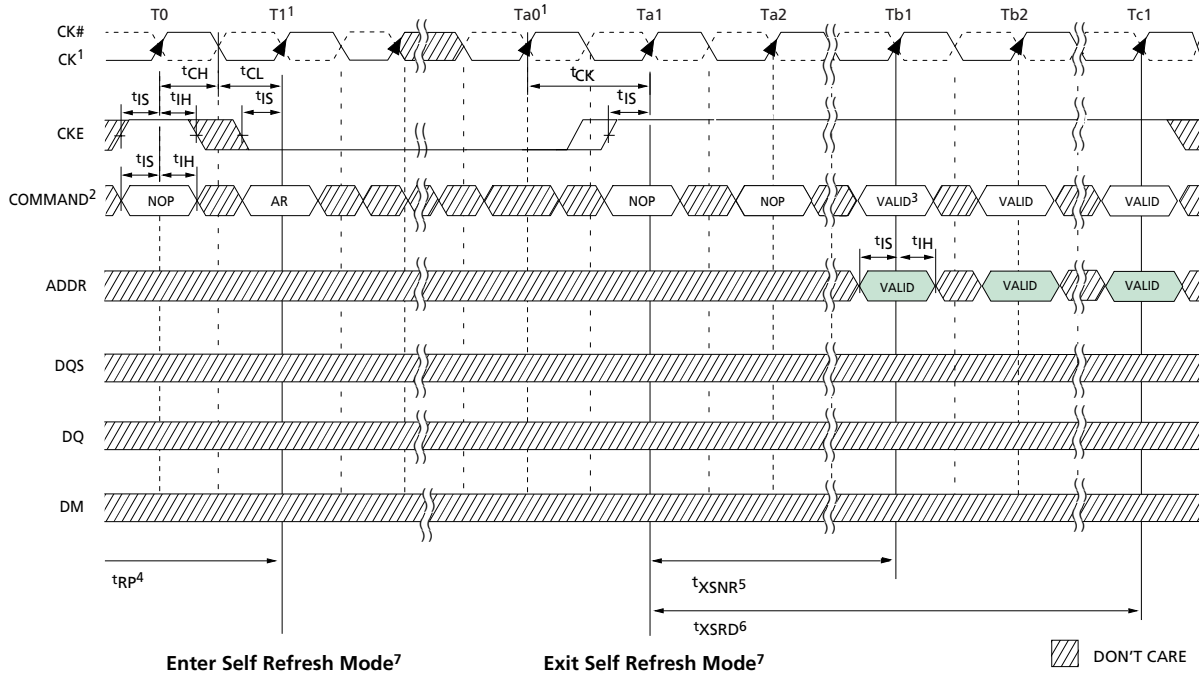 T0 T1¹ Ta0¹ Ta1 Ta2 Tb1 Tb2 Tc1
CK#
CK¹
tCH tCL tCK
tIS tIH tIS tIS
CKE
tIS tIH
COMMAND² NOP AR NOP NOP VALID³ VALID VALID
tIS tIH
ADDR VALID VALID VALID
DQS
DQ
DM
tRP⁴ tXSNR⁵
tXSRD⁶
Enter Self Refresh Mode⁷ Exit Self Refresh Mode⁷ DON'T CARE